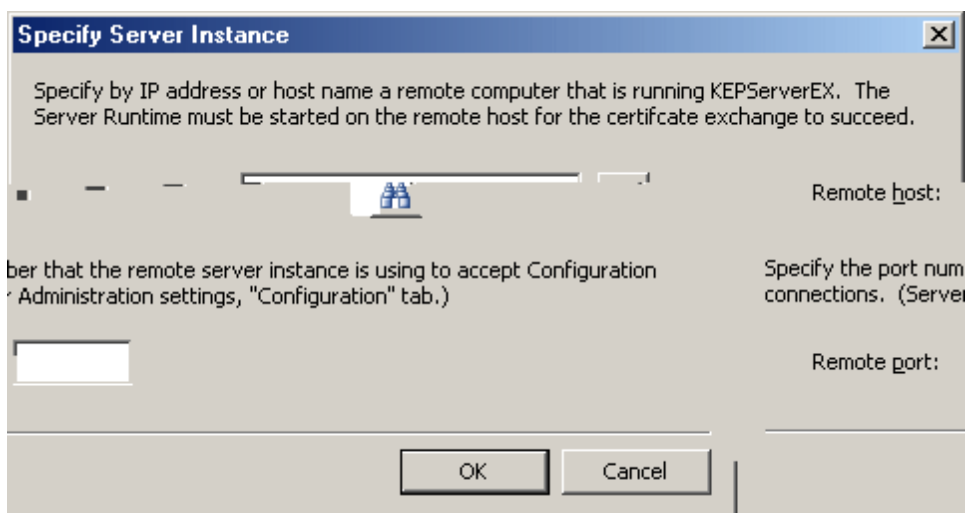 Specify Server Instance
Specify by IP address or host name a remote computer that is running KEPServerEX. The
Server Runtime must be started on the remote host for the certifcate exchange to succeed.
Remote host:
ber that the remote server instance is using to accept Configuration
Specify the port num
Administration settings, "Configuration" tab.)
connections. (Server
Remote port:
OK
Cancel